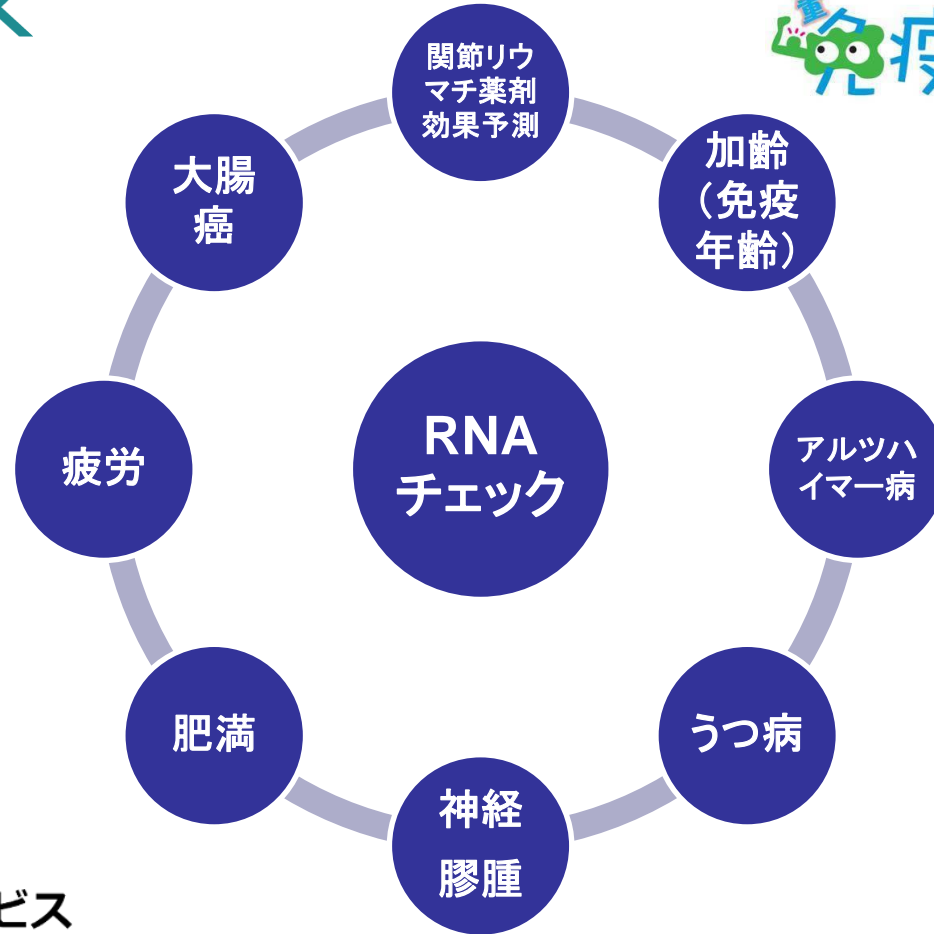 関節リウ
マチ薬剤
効果予測
加齢
（免疫
年齢）
アルツハ
イマー病
うつ病
神経
膠腫
肥満
疲労
大腸
癌
RNA
チェック
免疫
ビス